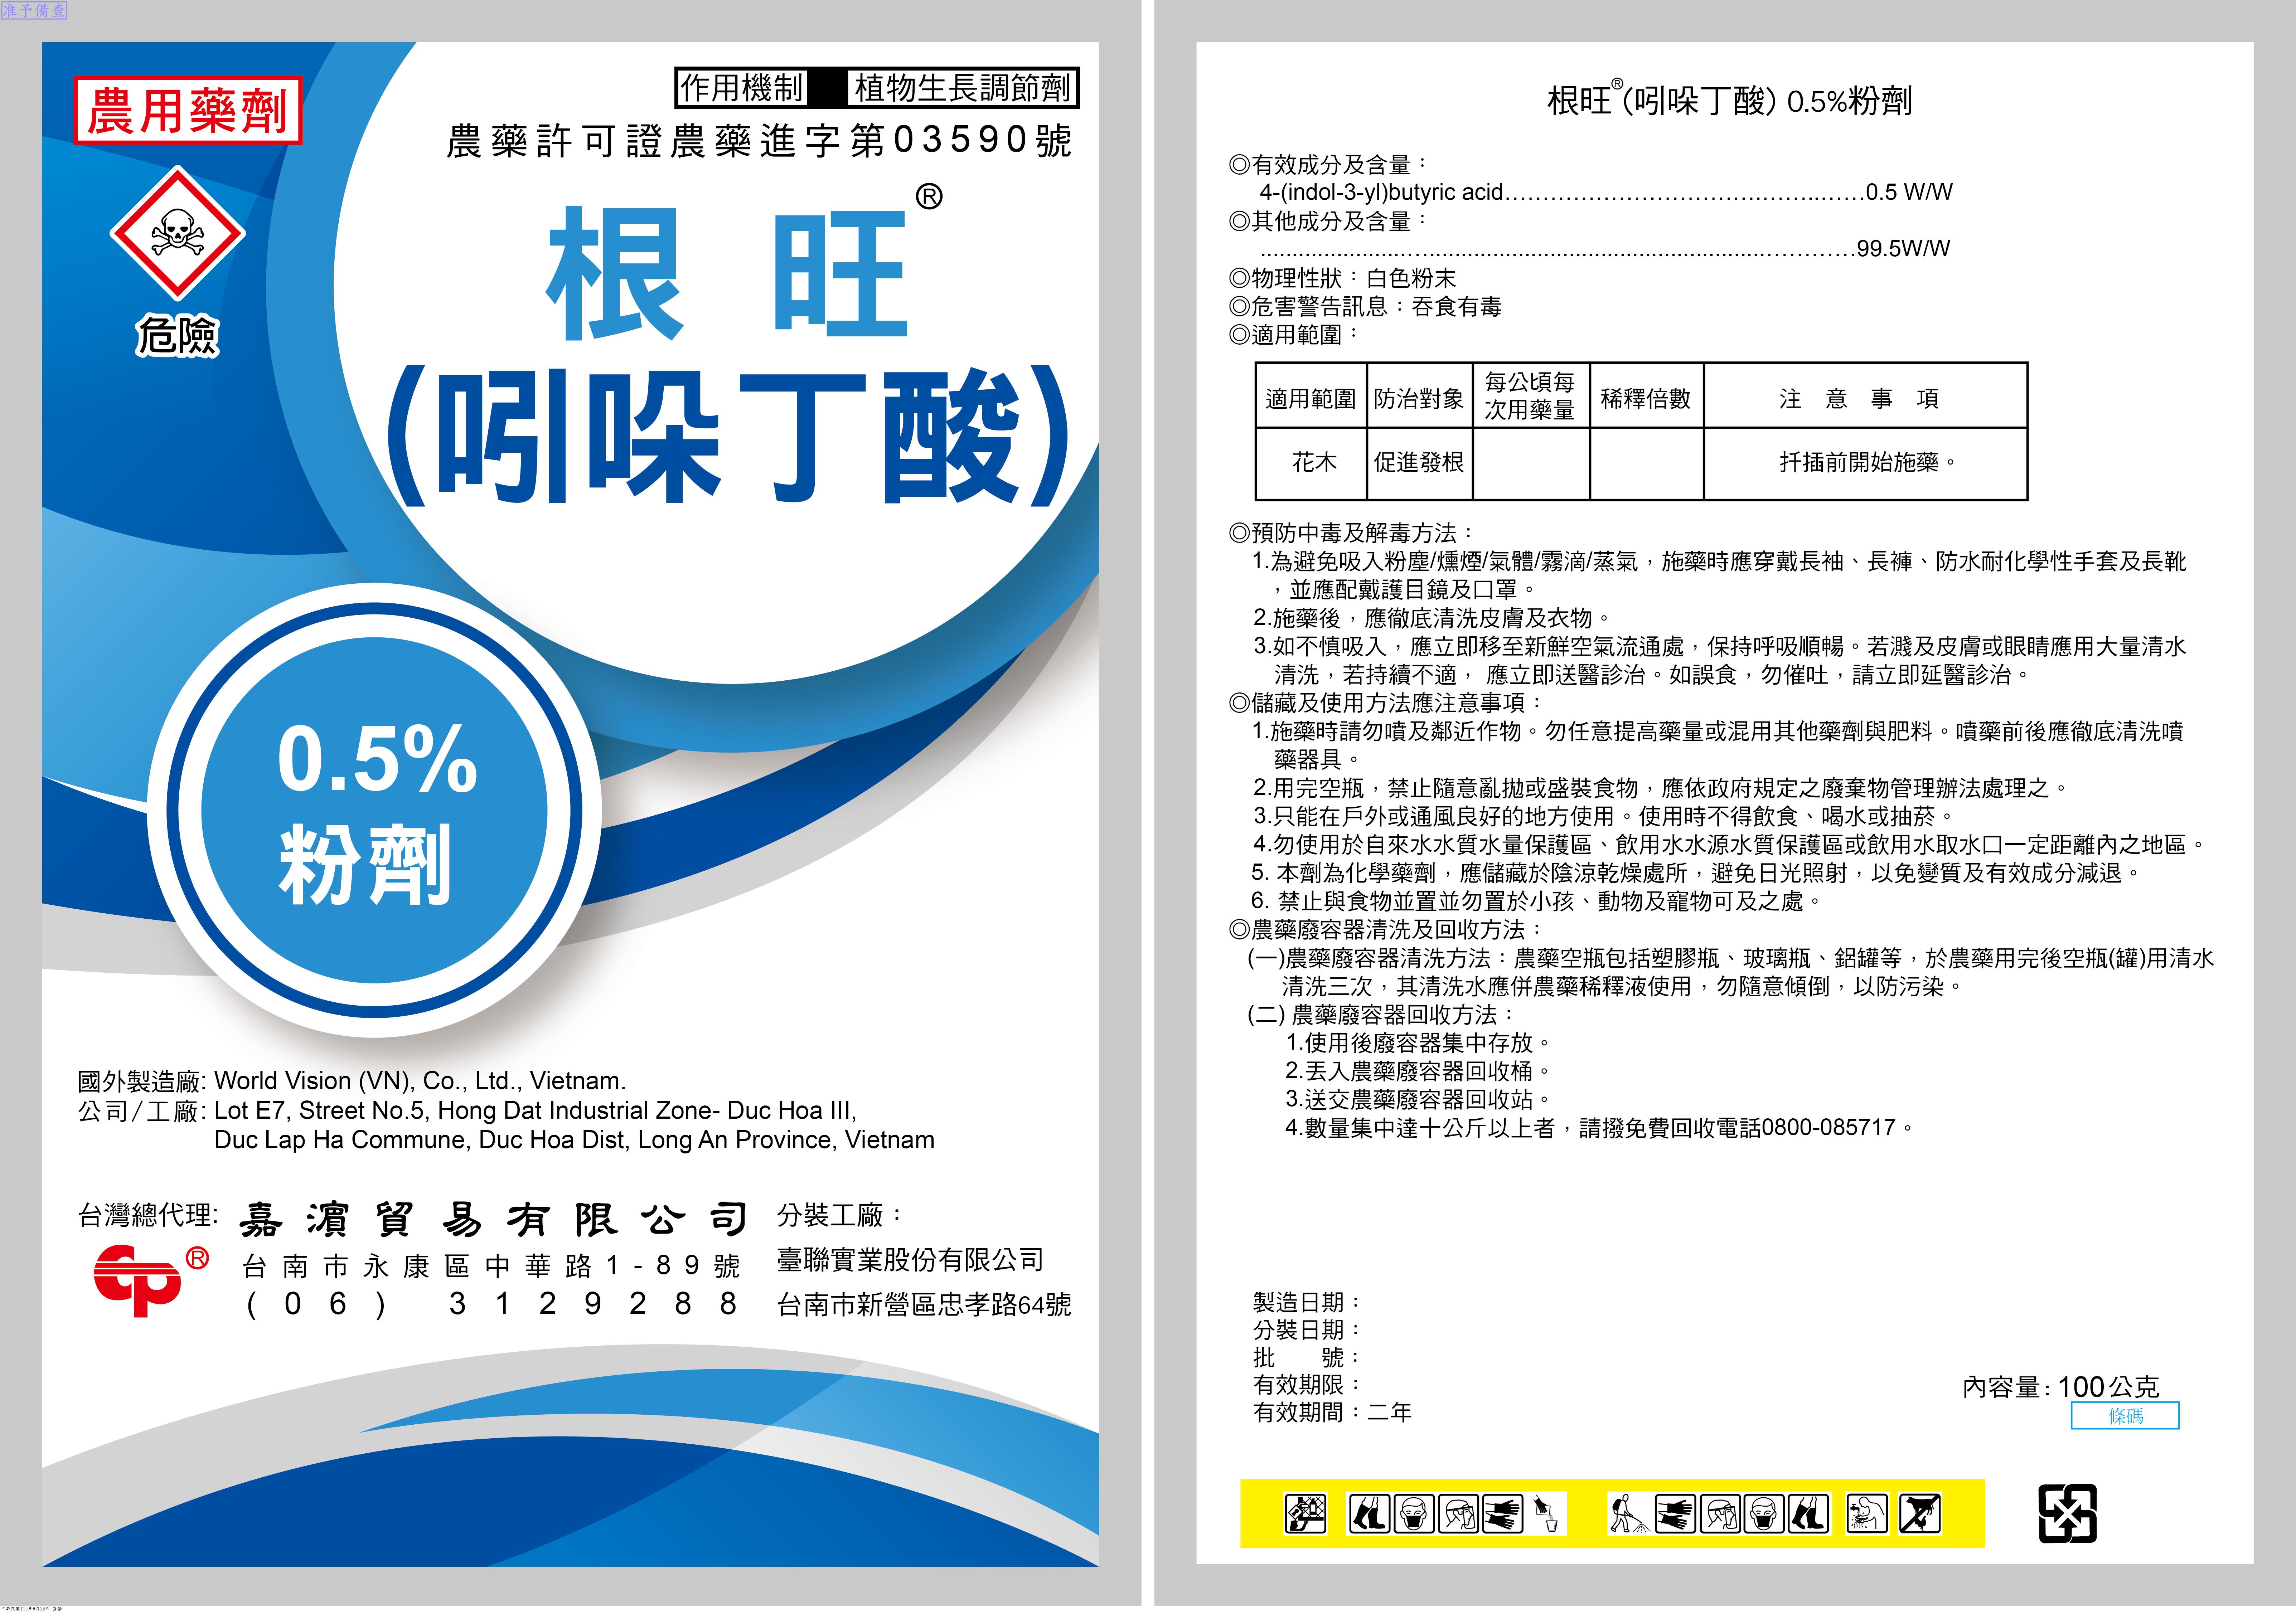 准予備查
農用藥劑
危險
作用機制 植物生長調節劑
農藥許可證農藥進字第03590號
根旺®
(吲哚丁酸)
0.5%
粉劑
國外製造廠: World Vision (VN), Co., Ltd., Vietnam.
公司/工廠: Lot E7, Street No.5, Hong Dat Industrial Zone- Duc Hoa III,
Duc Lap Ha Commune, Duc Hoa Dist, Long An Province, Vietnam
台灣總代理: 嘉濱貿易有限公司
cp®
台南市永康區中華路1-89號
(06) 3129288
分裝工廠：
臺聯實業股份有限公司
台南市新營區忠孝路64號
中華民國110年6月29日
根旺®(吲哚丁酸) 0.5%粉劑
◎有效成分及含量：
4-(indol-3-yl)butyric acid……………………………………………0.5 W/W
◎其他成分及含量：
..........................................................................................99.5W/W
◎物理性狀：白色粉末
◎危害警告訊息：吞食有毒
◎適用範圍：
適用範圍 防治對象 每公頃每次用藥量 稀釋倍數 注意事項
花木 促進發根 扦插前開始施藥。
◎預防中毒及解毒方法：
1.為避免吸入粉塵/燻煙/氣體/霧滴/蒸氣，施藥時應穿戴長袖、長褲、防水耐化學性手套及長靴
，並應配戴護目鏡及口罩。
2.施藥後，應徹底清洗皮膚及衣物。
3.如不慎吸入，應立即移至新鮮空氣流通處，保持呼吸順暢。若濺及皮膚或眼睛應用大量清水
清洗，若持續不適， 應立即送醫診治。如誤食，勿催吐，請立即延醫診治。
◎儲藏及使用方法應注意事項：
1.施藥時請勿噴及鄰近作物。勿任意提高藥量或混用其他藥劑與肥料。噴藥前後應徹底清洗噴
藥器具。
2.用完空瓶，禁止隨意亂拋或盛裝食物，應依政府規定之廢棄物管理辦法處理之。
3.只能在戶外或通風良好的地方使用。使用時不得飲食、喝水或抽菸。
4.勿使用於自來水水質水量保護區、飲用水水源水質保護區或飲用水取水口一定距離內之地區。
5. 本劑為化學藥劑，應儲藏於陰涼乾燥處所，避免日光照射，以免變質及有效成分減退。
6. 禁止與食物並置並勿置於小孩、動物及寵物可及之處。
◎農藥廢容器清洗及回收方法：
(一)農藥廢容器清洗方法：農藥空瓶包括塑膠瓶、玻璃瓶、鋁罐等，於農藥用完後空瓶(罐)用清水
清洗三次，其清洗水應併農藥稀釋液使用，勿隨意傾倒，以防污染。
(二) 農藥廢容器回收方法：
1.使用後廢容器集中存放。
2.丟入農藥廢容器回收桶。
3.送交農藥廢容器回收站。
4.數量集中達十公斤以上者，請撥免費回收電話0800-085717。
製造日期：
分裝日期：
批 號：
有效期限：
有效期間：二年
內容量: 100公克
條碼